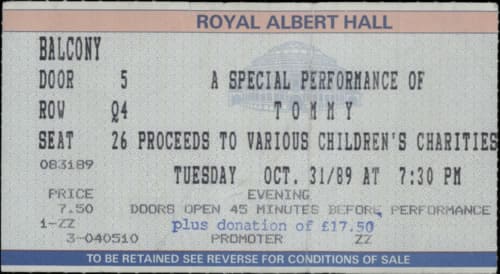 ROYAL ALBERT HALL
BALCONY
DOOR 5 A SPECIAL PERFORMANCE OF
ROW Q4 TOMMY
SEAT 26 PROCEEDS TO VARIOUS CHILDREN'S CHARITIES
083189 TUESDAY OCT. 31/89 AT 7:30 PM
PRICE EVENING
7.50 DOORS OPEN 45 MINUTES BEFORE PERFORMANCE
1-ZZ plus donation of £17.50
3-040510 PROMOTER ZZ
TO BE RETAINED SEE REVERSE FOR CONDITIONS OF SALE